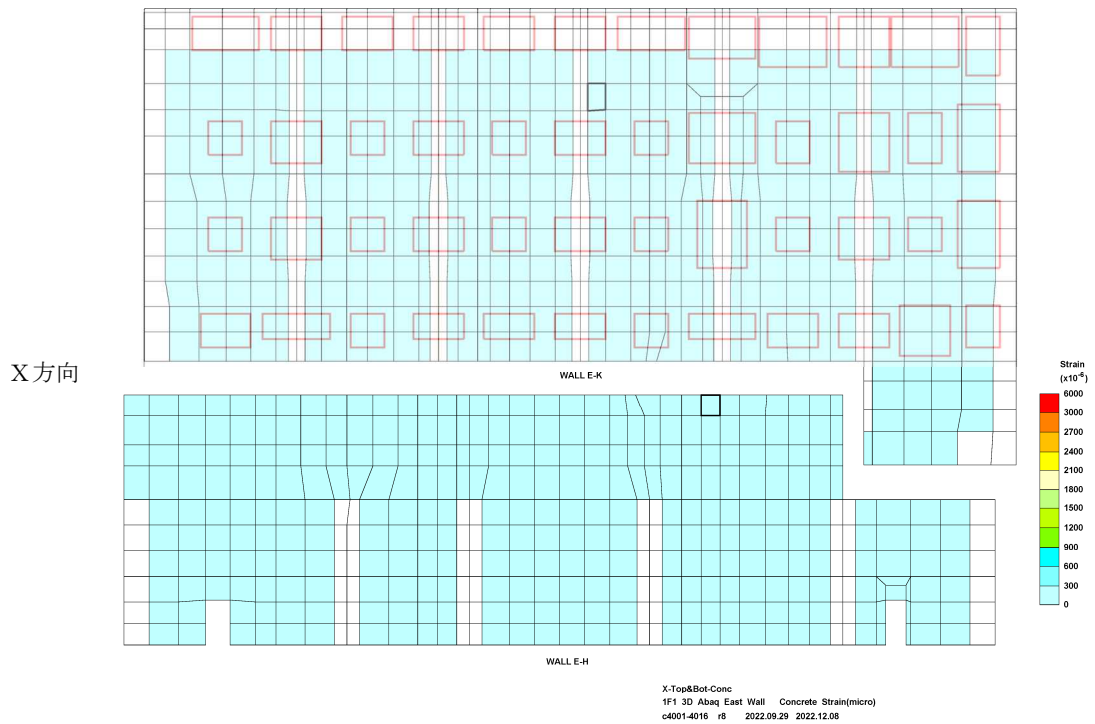 WALL E-K
X方向
Strain
(x10⁻⁶)
6000
3000
2700
2400
2100
1800
1500
1200
900
600
300
0
WALL E-H
X-Top&Bot-Conc
1F1 3D Abaq East Wall Concrete Strain(micro)
c4001-4016 r8 2022.09.29 2022.12.08